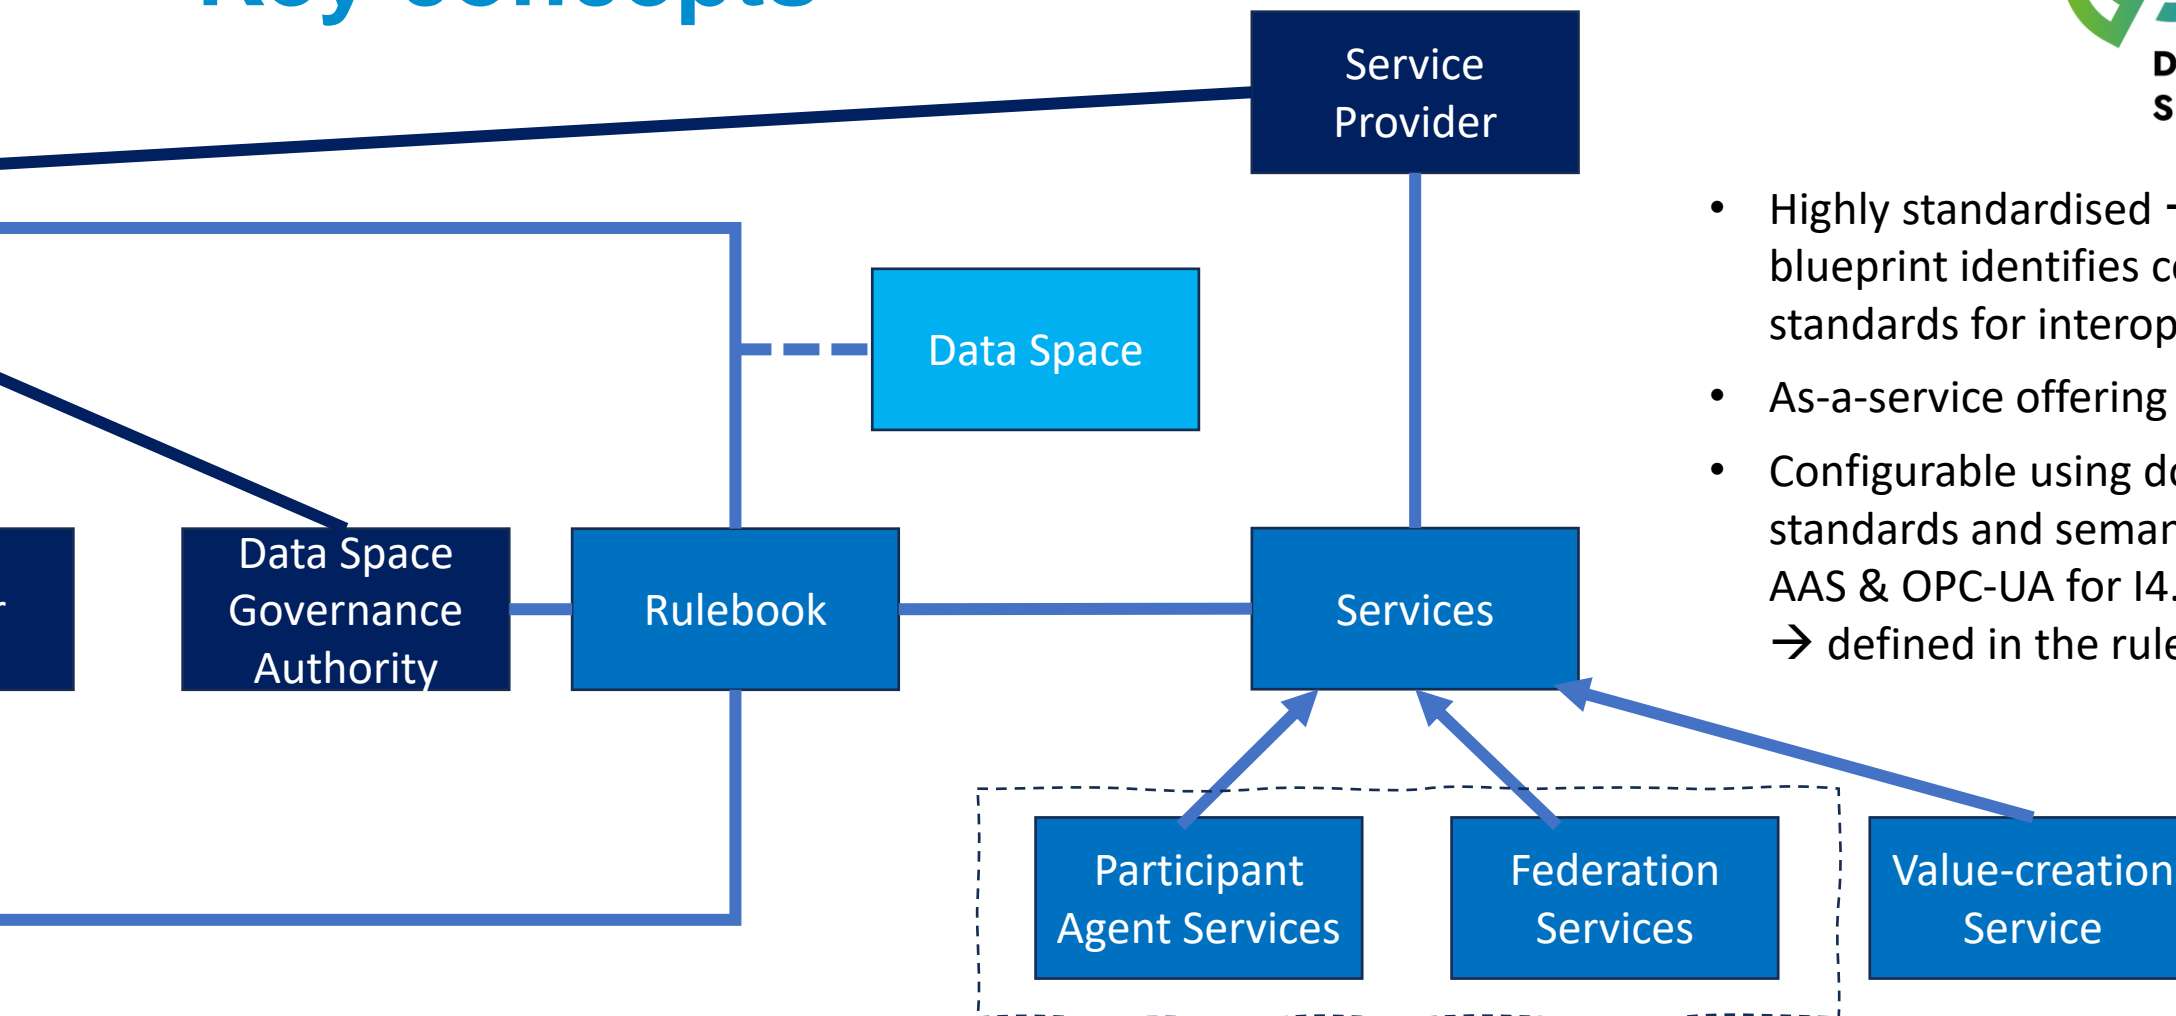 Key concepts
Service
Provider
Data Space
Data Space
Governance
Authority
Rulebook
Services
Participant
Agent Services
Federation
Services
Value-creation
Service
• Highly standardised
blueprint identifies
standards for
• As-a-service offering
• Configurable using
standards and
AAS & OPC-UA for
→ defined in the